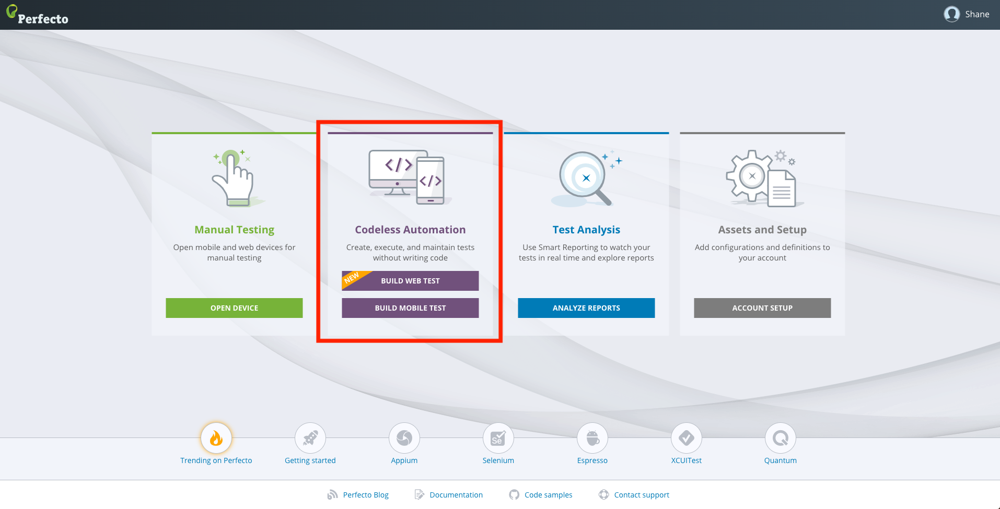 Perfecto
Shane
Manual Testing
Open mobile and web devices for
manual testing
OPEN DEVICE
</>
</>
Codeless Automation
Create, execute, and maintain tests
without writing code
NEW
BUILD WEB TEST
BUILD MOBILE TEST
Test Analysis
Use Smart Reporting to watch your
tests in real time and explore reports
ANALYZE REPORTS
Assets and Setup
Add configurations and definitions to
your account
ACCOUNT SETUP
Trending on Perfecto
Getting started
Appium
Se
Selenium
Espresso
XCUITest
Quantum
Perfecto Blog
Documentation
Code samples
Contact support